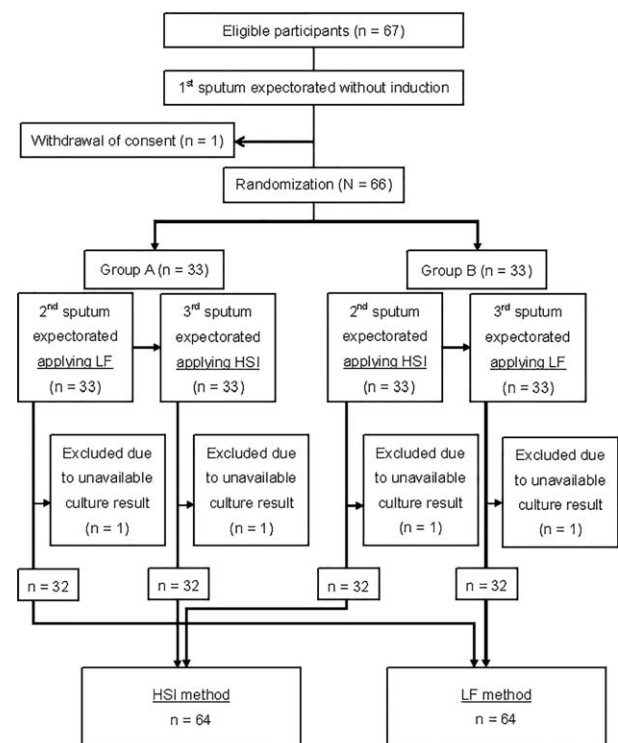 Eligible participants (n = 67)
1st sputum expectorated without induction
Withdrawal of consent (n = 1)
Randomization (N = 66)
Group A (n = 33)
Group B (n = 33)
2nd sputum
expectorated
applying LF
(n = 33)
3rd sputum
expectorated
applying HSI
(n = 33)
2nd sputum
expectorated
applying HSI
(n = 33)
3rd sputum
expectorated
applying LF
(n = 33)
Excluded due
to unavailable
culture result
(n = 1)
Excluded due
to unavailable
culture result
(n = 1)
Excluded due
to unavailable
culture result
(n = 1)
Excluded due
to unavailable
culture result
(n = 1)
n = 32
n = 32
n = 32
n = 32
HSI method
n = 64
LF method
n = 64